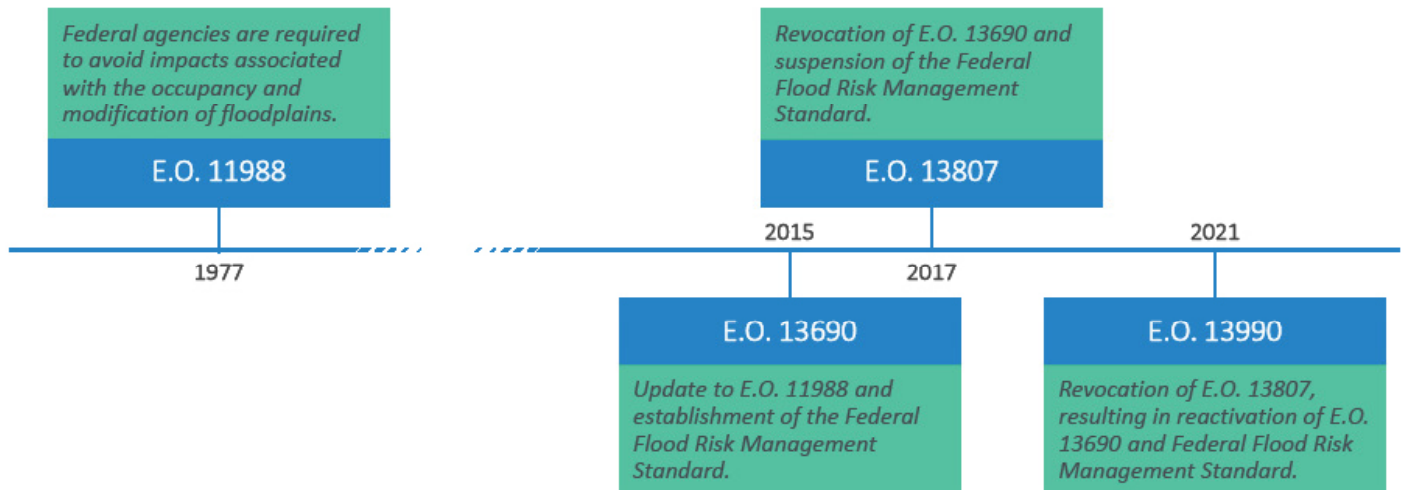 Federal agencies are required
to avoid impacts associated
with the occupancy and
modification of floodplains.
E.O. 11988
1977
Revocation of E.O. 13690 and
suspension of the Federal
Flood Risk Management
Standard.
E.O. 13807
2015
2021
2017
E.O. 13690
Update to E.O. 11988 and
establishment of the Federal
Flood Risk Management
Standard.
E.O. 13990
Revocation of E.O. 13807,
resulting in reactivation of E.O.
13690 and Federal Flood Risk
Management Standard.